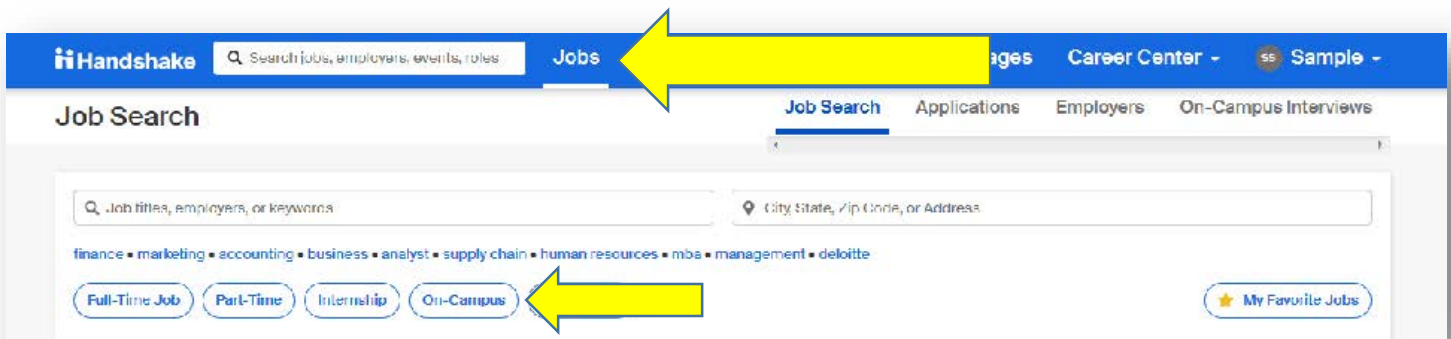 Handshake Search jobs, employers, events, roles Jobs ages Career Center SS Sample
Job Search Job Search Applications Employers On-Campus Interviews
Job titles, employers, or keywords City, State, Zip Code, or Address
finance • marketing • accounting • business • analyst • supply chain • human resources • mba • management • deloitte
Full-Time Job Part-Time Internship On-Campus My Favorite Jobs